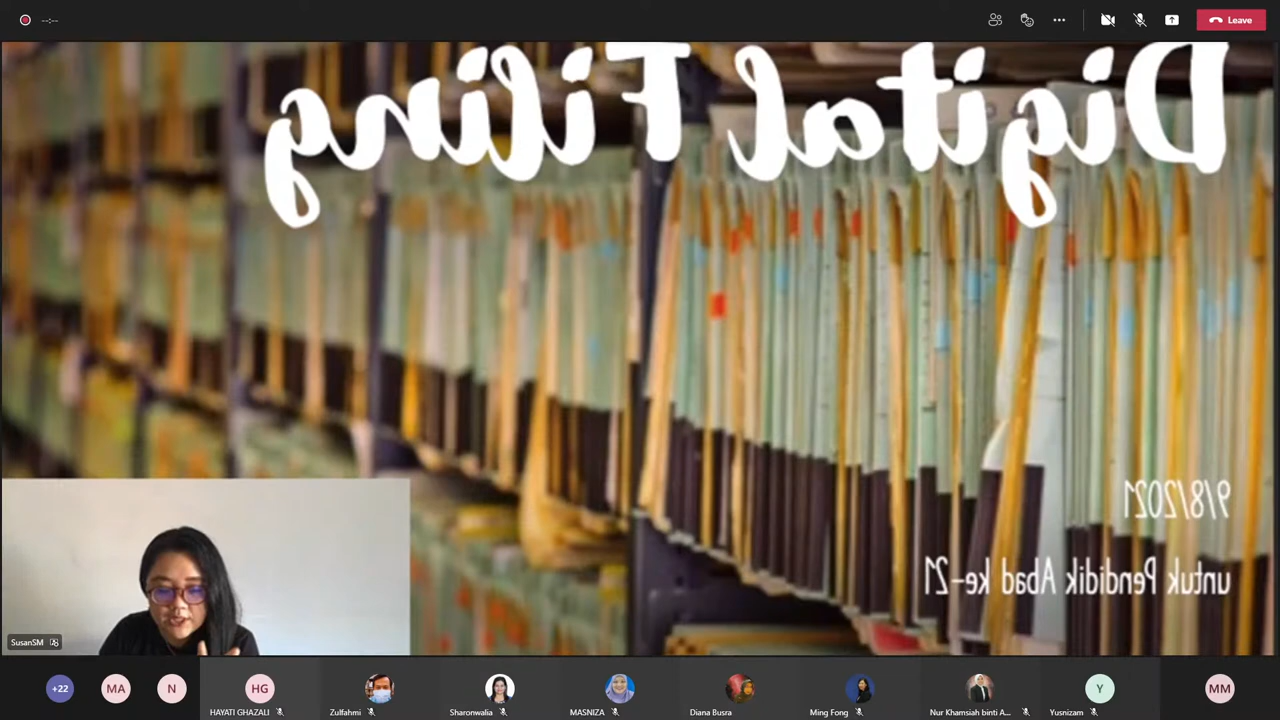 --:--
Leave
Digital Filing
9/8/2021
untuk Pendidik Abad ke-21
SusanSM
+22
MA
N
HG
HAYATI GHAZALI
Zulfahmi
Sharonwalia
MASNIZA
Diana Busra
Ming Fong
Nur Khamsiah binti A...
Y
Yusnizam
MM